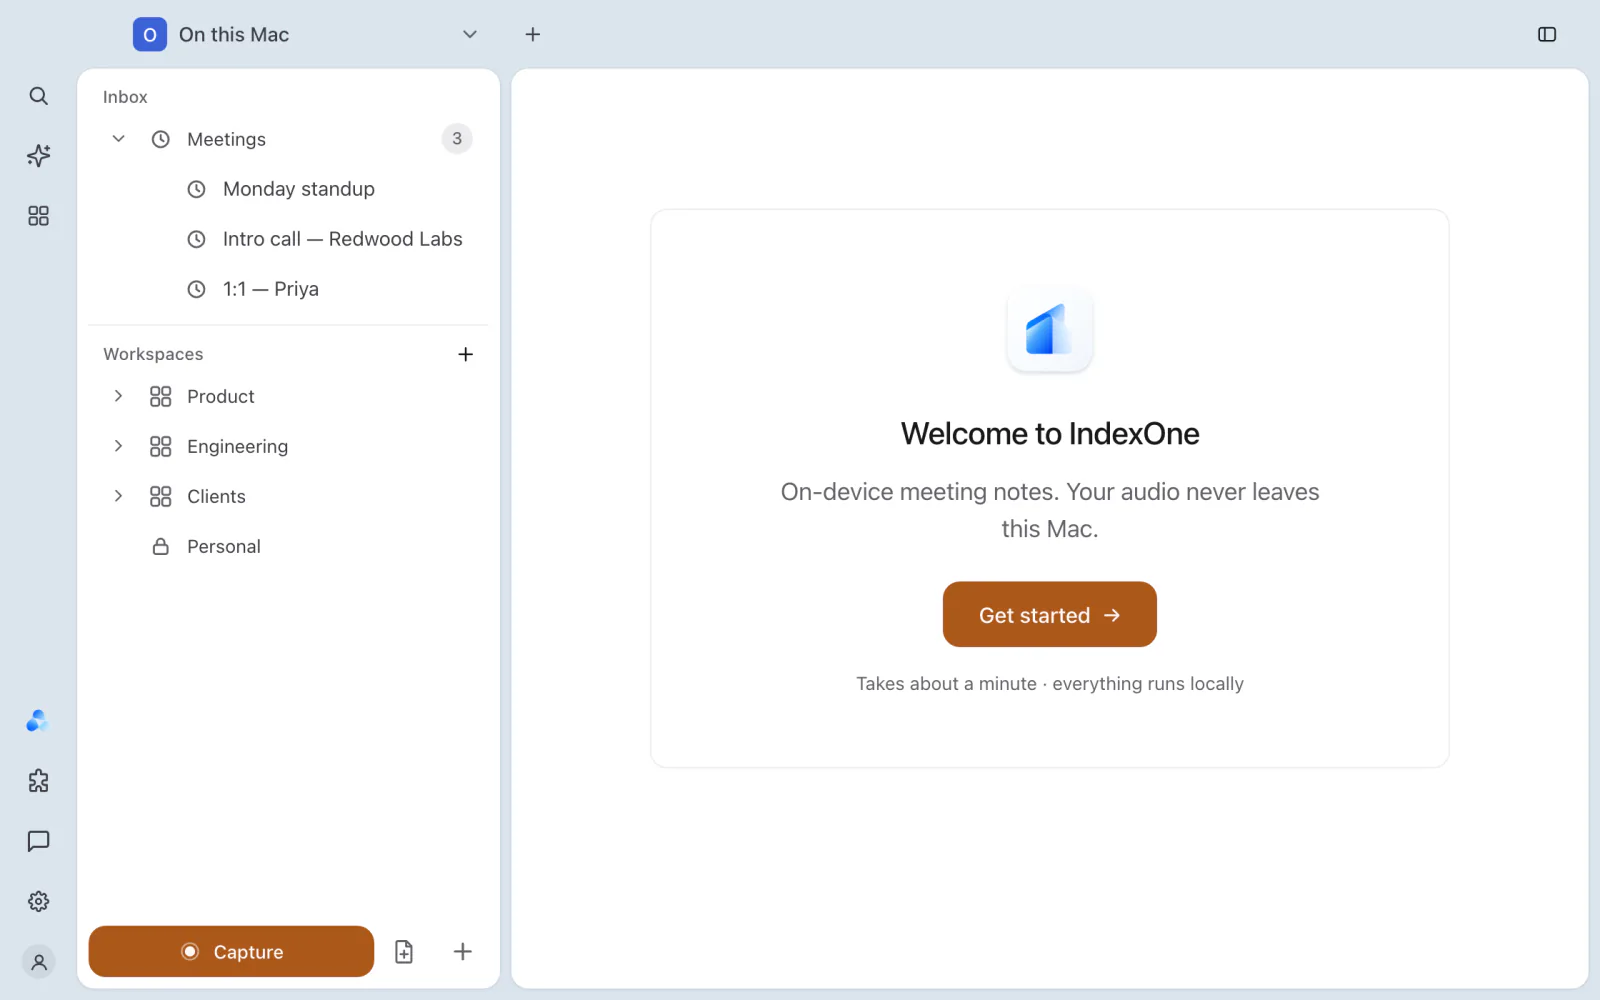 O On this Mac
Inbox
Meetings 3
Monday standup
Intro call — Redwood Labs
1:1 — Priya
Workspaces
Product
Engineering
Clients
Personal
Capture
Welcome to IndexOne
On-device meeting notes. Your audio never leaves
this Mac.
Get started →
Takes about a minute · everything runs locally